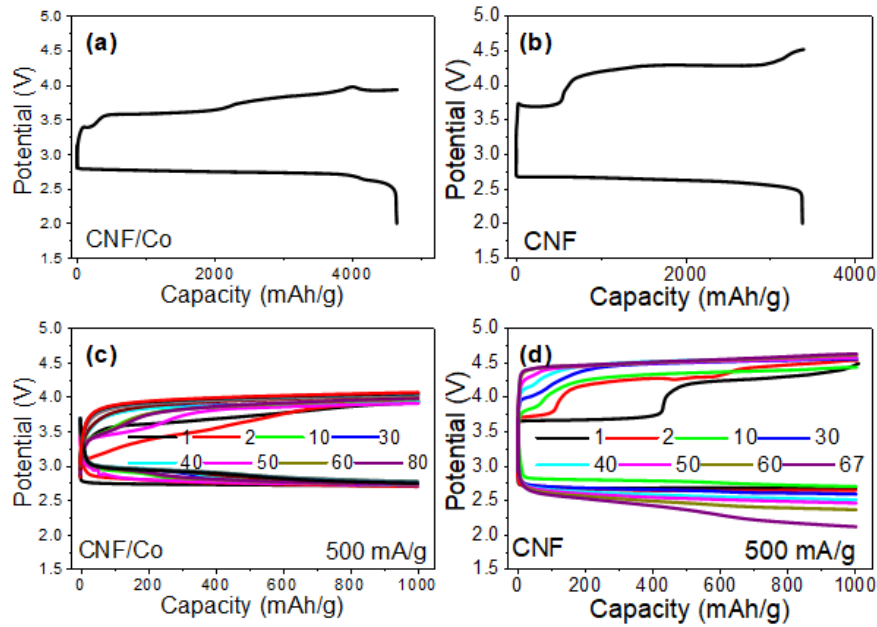 (a)
Potential (V)
5.0
4.5
4.0
3.5
3.0
2.5
2.0
1.5
CNF/Co
0 2000 4000
Capacity (mAh/g)
(b)
Potential (V)
5.0
4.5
4.0
3.5
3.0
2.5
2.0
1.5
CNF
0 2000 4000
Capacity (mAh/g)
(c)
Potential (V)
5.0
4.5
4.0
3.5
3.0
2.5
2.0
1.5
1 2 10 30
40 50 60 80
CNF/Co 500 mA/g
0 200 400 600 800 1000
Capacity (mAh/g)
(d)
Potential (V)
5.0
4.5
4.0
3.5
3.0
2.5
2.0
1.5
1 2 10 30
40 50 60 67
CNF 500 mA/g
0 200 400 600 800 1000
Capacity (mAh/g)